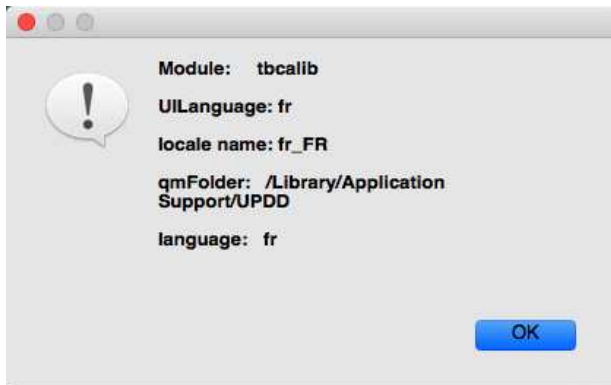 Module: tbcalib
UILanguage: fr
locale name: fr_FR
qmFolder: /Library/Application
Support/UPDD
language: fr
OK